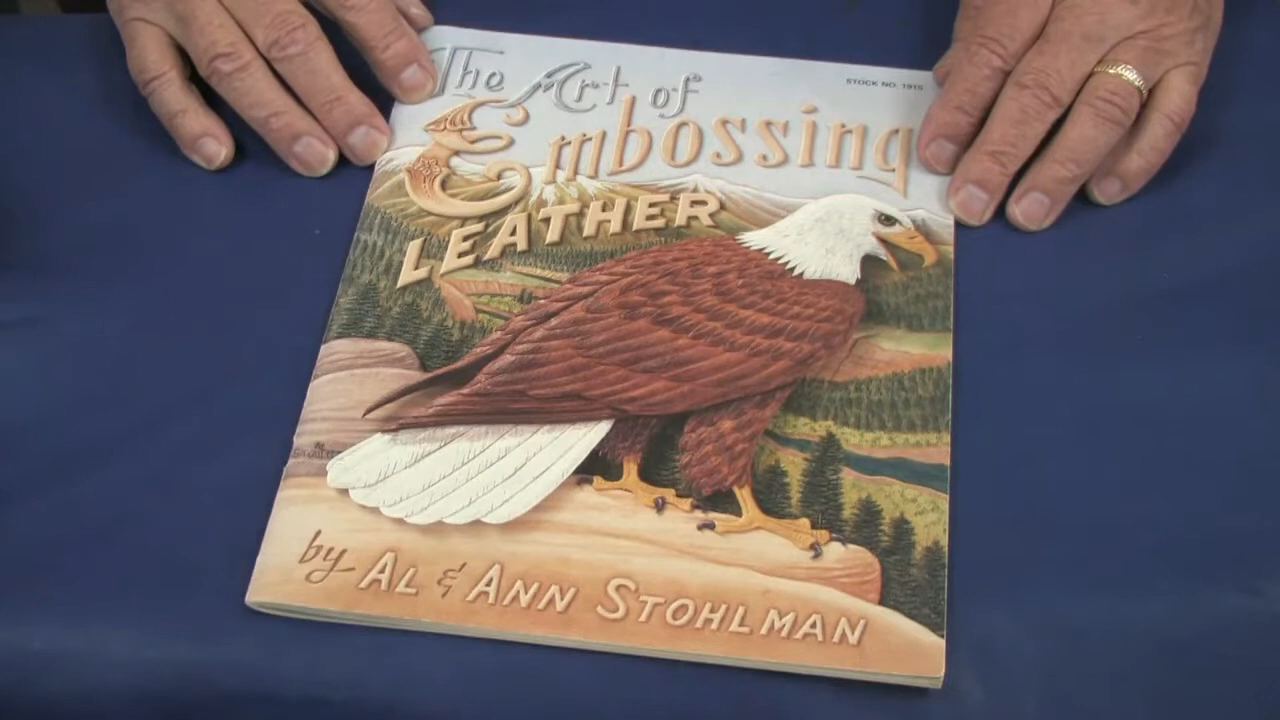 The Art of
STOCK NO. 1915
Embossing
LEATHER
by AL & ANN STOHLMAN